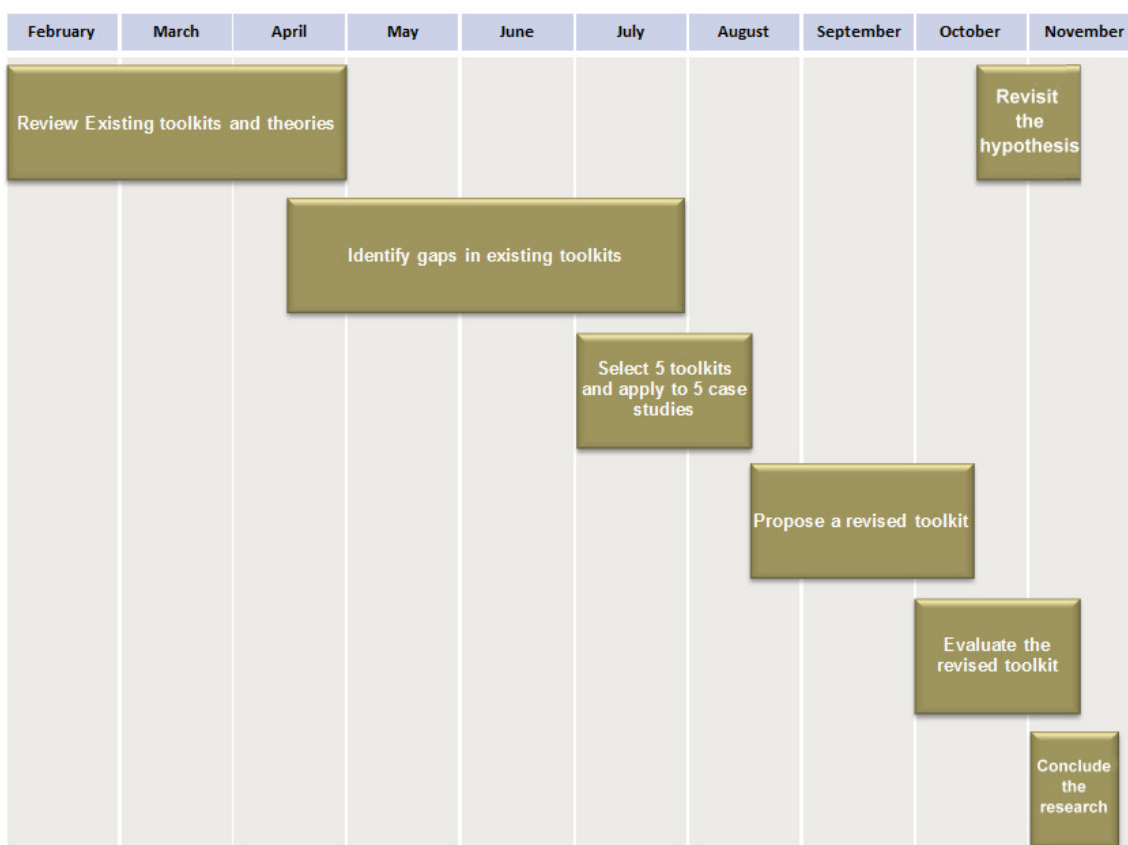 February March April May June July August September October November
Review Existing toolkits and theories
Revisit
the
hypothesis
Identify gaps in existing toolkits
Select 5 toolkits
and apply to 5 case
studies
Propose a revised toolkit
Evaluate the
revised toolkit
Conclude
the
research